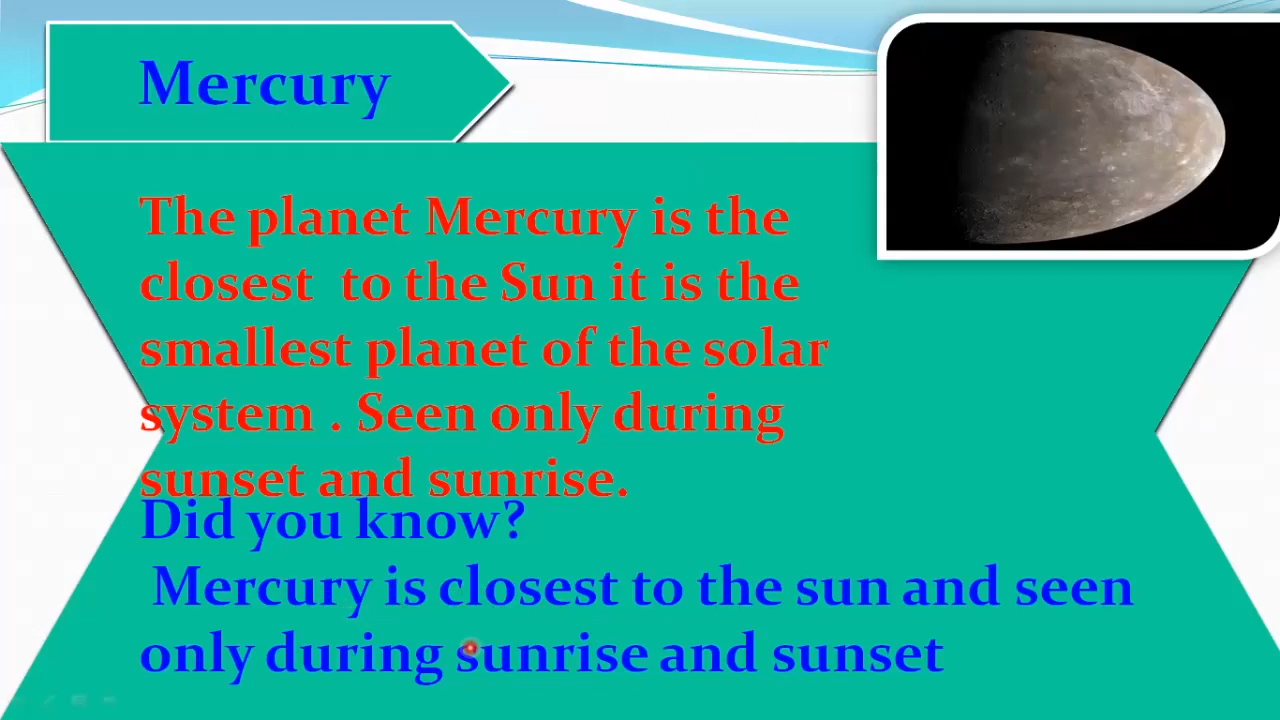 Mercury
The planet Mercury is the
closest  to the Sun it is the
smallest planet of the solar
system . Seen only during
sunset and sunrise.
Did you know?
Mercury is closest to the sun and seen
only during sunrise and sunset